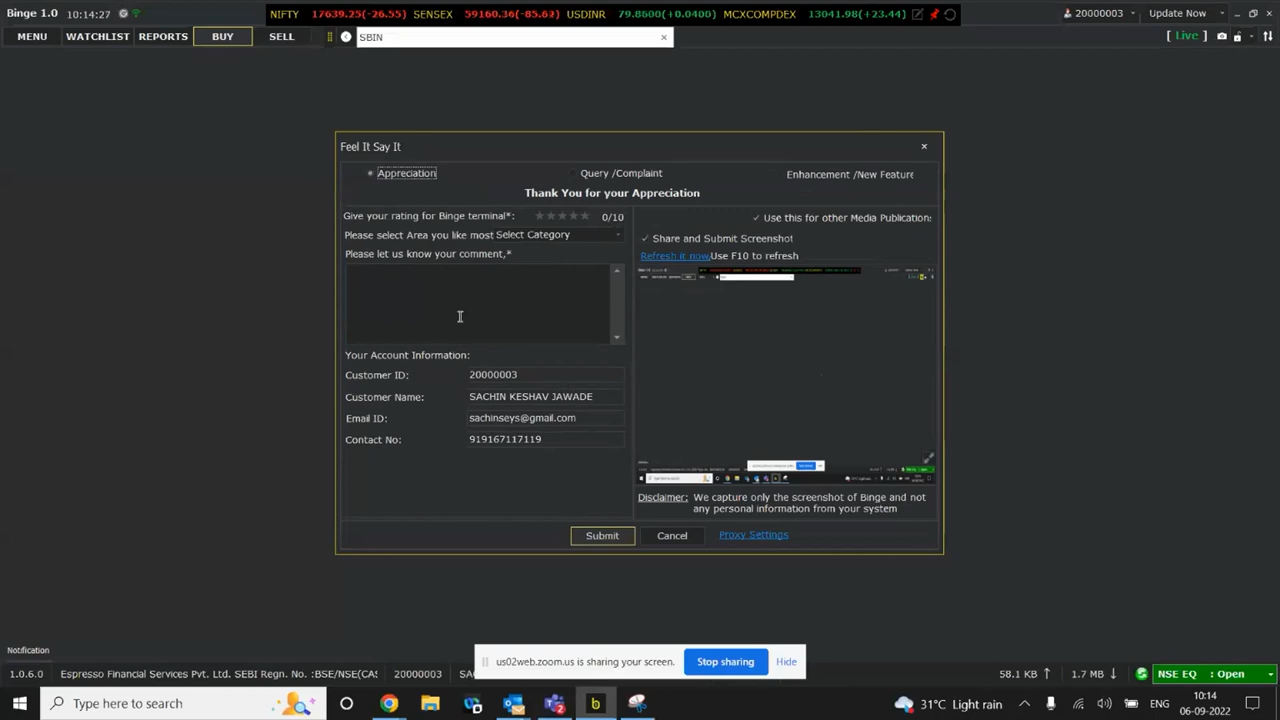 Binge 1.0 10:14:27 NIFTY 17639.25(-26.55) SENSEX 59160.36(-85.62) USDINR 79.8600(+0.0400) MCXCOMPDEX 13041.98(+23.44) 20000003 Update Now
MENU WATCHLIST REPORTS BUY SELL SBIN [ Live ]
Feel It Say It
Appreciation Query /Complaint Enhancement /New Feature
Thank You for your Appreciation
Give your rating for Binge terminal*: 0/10 Use this for other Media Publications
Please select Area you like most Select Category Share and Submit Screenshot
Please let us know your comment,* Refresh it now, Use F10 to refresh
Your Account Information:
Customer ID: 20000003
Customer Name: SACHIN KESHAV JAWADE
Email ID: sachinseys@gmail.com
Contact No: 919167117119
Disclaimer: We capture only the screenshot of Binge and not
any personal information from your system
Submit Cancel Proxy Settings
Notification
us02web.zoom.us is sharing your screen. Stop sharing Hide
1.0.6.0 Espresso Financial Services Pvt. Ltd. SEBI Regn. No. :BSE/NSE(CAS 20000003 SA 58.1 KB 1.7 MB NSE EQ : Open
Type here to search 31°C Light rain ENG 10:14
06-09-2022